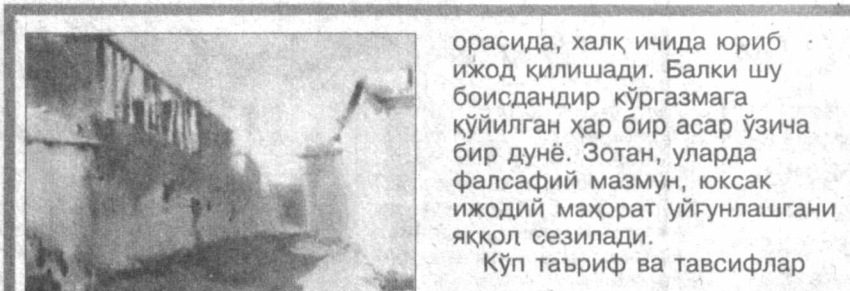 орасида, халқ ичида юриб
ижод қилишади. Балки шу
боисдандир кўргазмага
қўйилган ҳар бир асар ўзича
бир дунё. Зотан, уларда
фалсафий мазмун, юксак
ижодий маҳорат уйғунлашгани
яққол сезилади.
Кўп таъриф ва тавсифлар